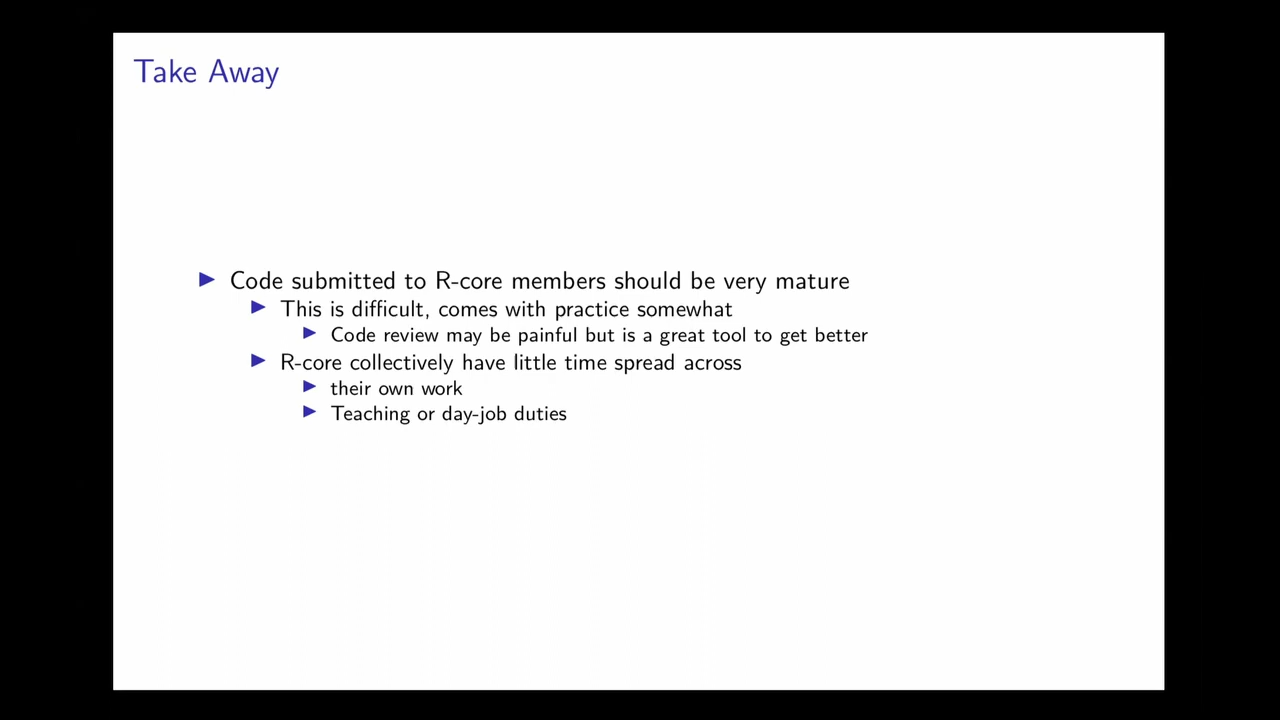 Take Away
Code submitted to R-core members should be very mature
This is difficult, comes with practice somewhat
Code review may be painful but is a great tool to get better
R-core collectively have little time spread across
their own work
Teaching or day-job duties